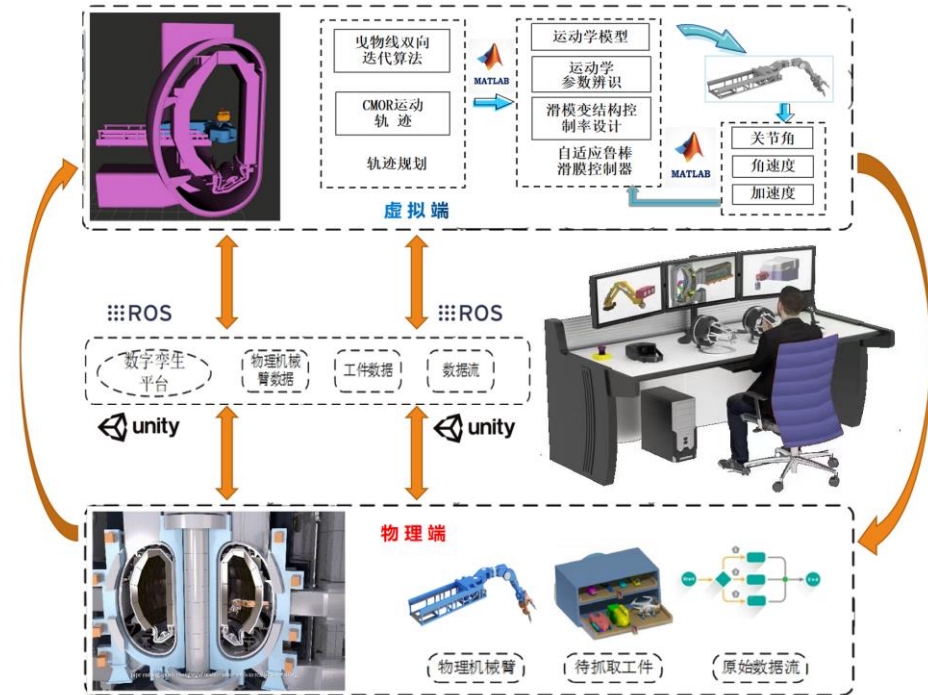 曳物线双向
迭代算法
CMOR运动
轨 迹
轨迹规划
MATLAB
运动学模型
运动学
参数辨识
滑模变结构控
制率设计
自适应鲁棒
滑膜控制器
MATLAB
关节角
角速度
加速度
虚拟端
ROS
ROS
数字孪生
平台
物理机械
臂数据
工件数据
数据流
unity
unity
物理端
Start
End
物理机械臂
待抓取工件
原始数据流